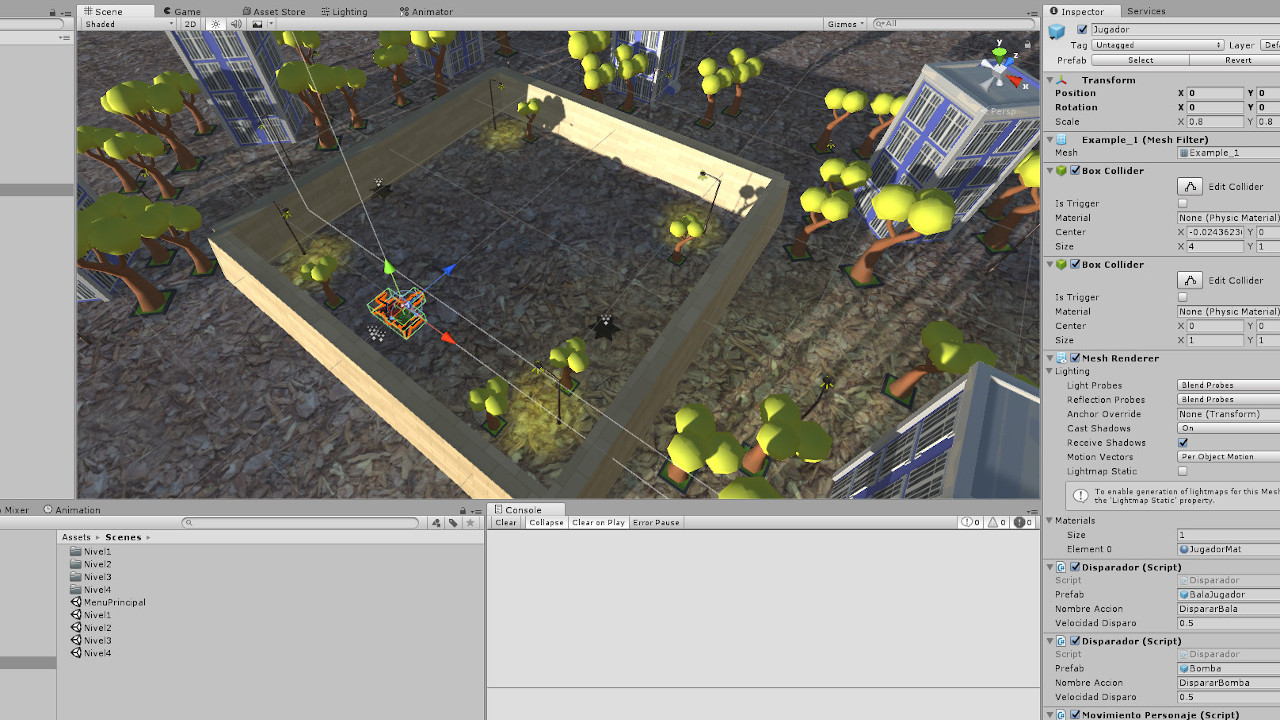 Scene Game Asset Store Lighting Animator
Shaded 2D Gizmos All
y
z
x
Persp
Inspector Services
Jugador
Tag Untagged Layer Def
Prefab Select Revert
Transform
Position X 0 Y 0
Rotation X 0 Y 0
Scale X 0.8 Y 0.8
Example_1 (Mesh Filter)
Mesh Example_1
Box Collider
Edit Collider
Is Trigger
Material None (Physic Material)
Center X -0.0243623 Y 0
Size X 4 Y 1
Box Collider
Edit Collider
Is Trigger
Material None (Physic Material)
Center X 0 Y 0
Size X 1 Y 1
Mesh Renderer
Lighting
Light Probes Blend Probes
Reflection Probes Blend Probes
Anchor Override None (Transform)
Cast Shadows On
Receive Shadows
Motion Vectors Per Object Motion
Lightmap Static
To enable generation of lightmaps for this Mesh
the 'Lightmap Static' property.
Materials
Size 1
Element 0 JugadorMat
Disparador (Script)
Script Disparador
Prefab BalaJugador
Nombre Accion DispararBala
Velocidad Disparo 0.5
Disparador (Script)
Script Disparador
Prefab Bomba
Nombre Accion DispararBomba
Velocidad Disparo 0.5
Movimiento Personaje (Script)
Mixer Animation
Assets Scenes
Nivel1
Nivel2
Nivel3
Nivel4
MenuPrincipal
Nivel1
Nivel2
Nivel3
Nivel4
Console
Clear Collapse Clear on Play Error Pause 0 0 0